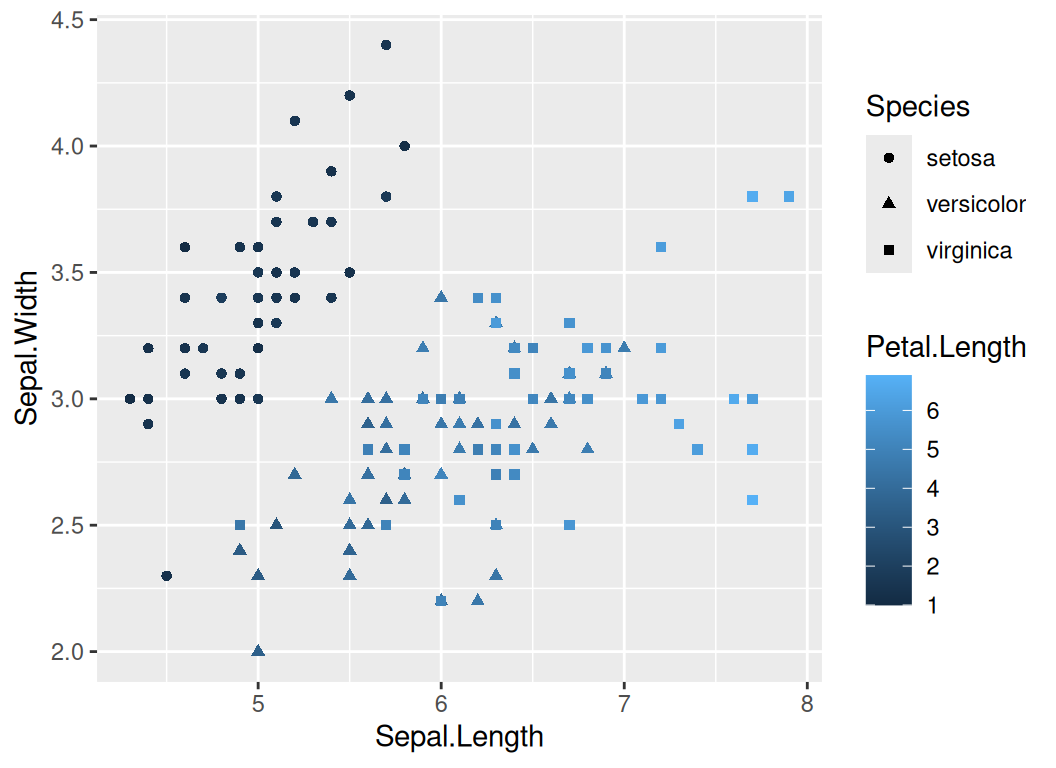 4.5
4.0
3.5
3.0
2.5
2.0
Sepal.Width
5 6 7 8
Sepal.Length
Species
setosa
versicolor
virginica
Petal.Length
6
5
4
3
2
1